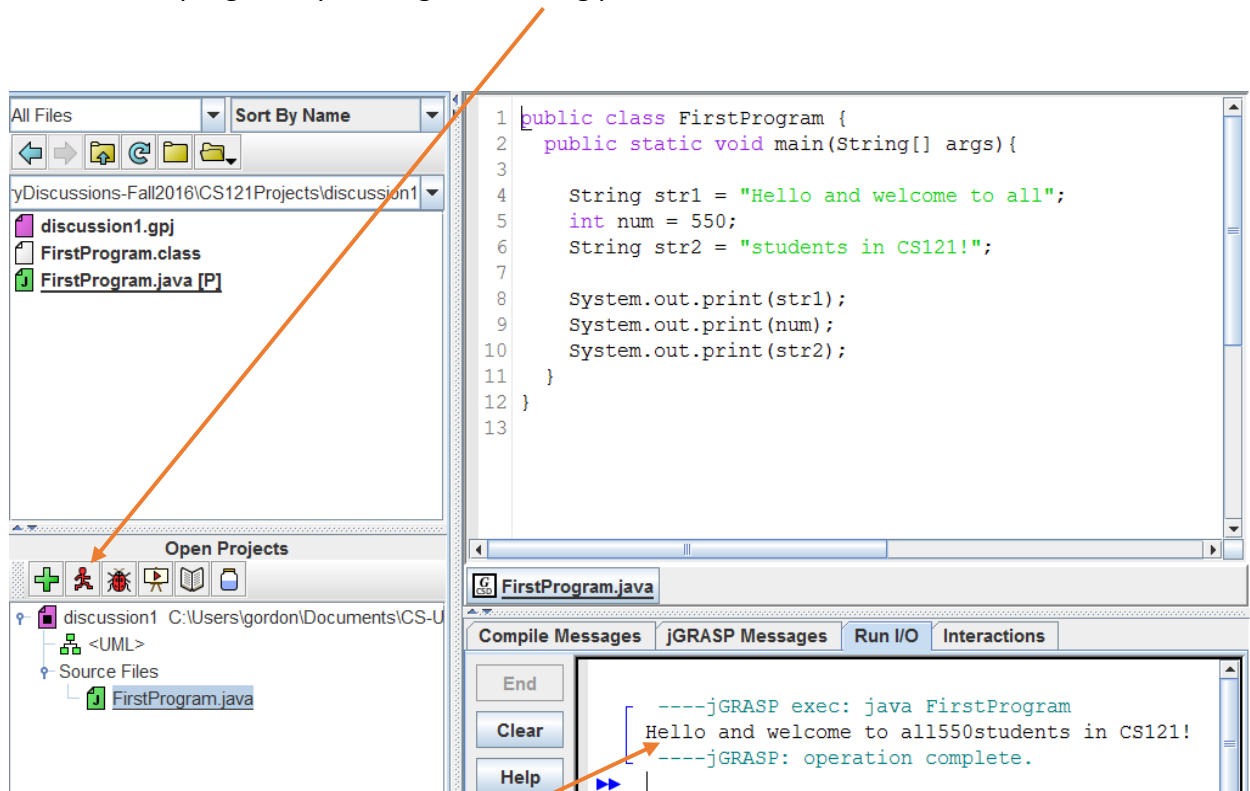 All Files
Sort By Name
ryDiscussions-Fall2016\CS121Projects\discussion1
discussion1.gpj
FirstProgram.class
FirstProgram.java [P]
Open Projects
discussion1 C:\Users\gordon\Documents\CS-U
<UML>
Source Files
FirstProgram.java
1 public class FirstProgram {
2 public static void main(String[] args){
3
4 String str1 = "Hello and welcome to all";
5 int num = 550;
6 String str2 = "students in CS121!";
7
8 System.out.print(str1);
9 System.out.print(num);
10 System.out.print(str2);
11 }
12 }
13
G
CSD
FirstProgram.java
Compile Messages jGRASP Messages Run I/O Interactions
End
Clear
Help
----jGRASP exec: java FirstProgram
Hello and welcome to all550students in CS121!
----jGRASP: operation complete.